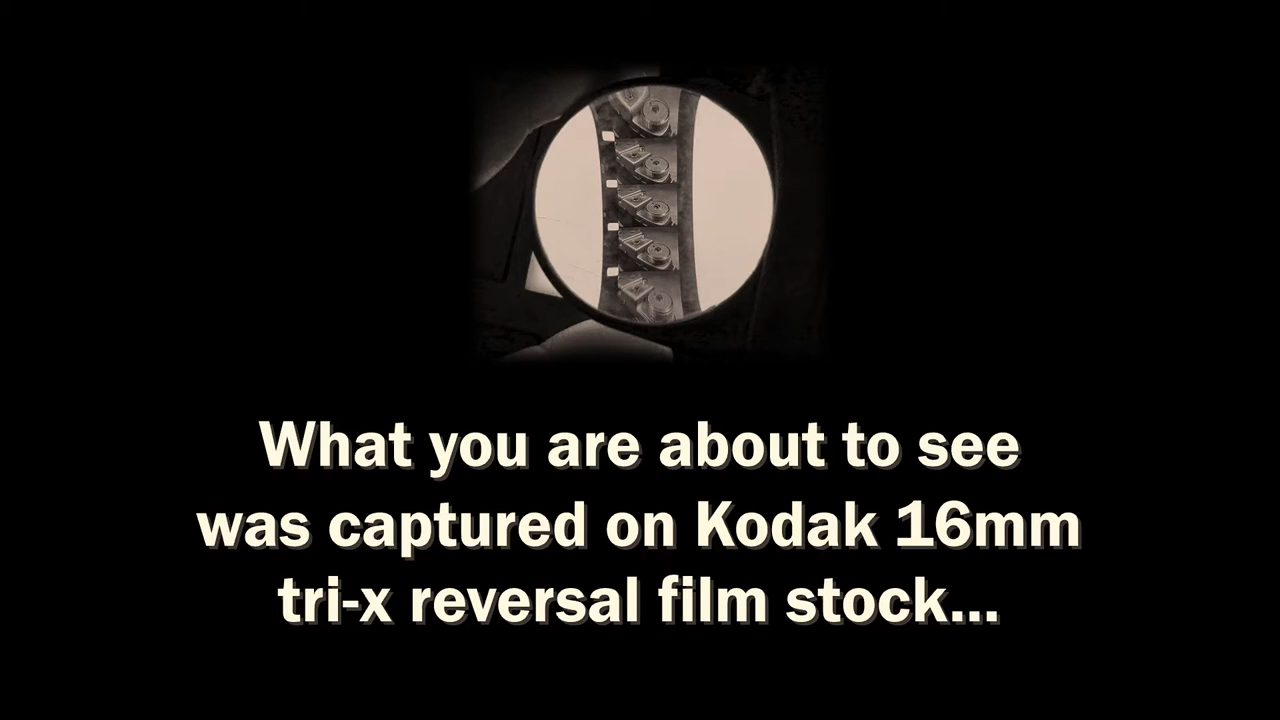 What you are about to see
was captured on Kodak 16mm
tri-x reversal film stock...